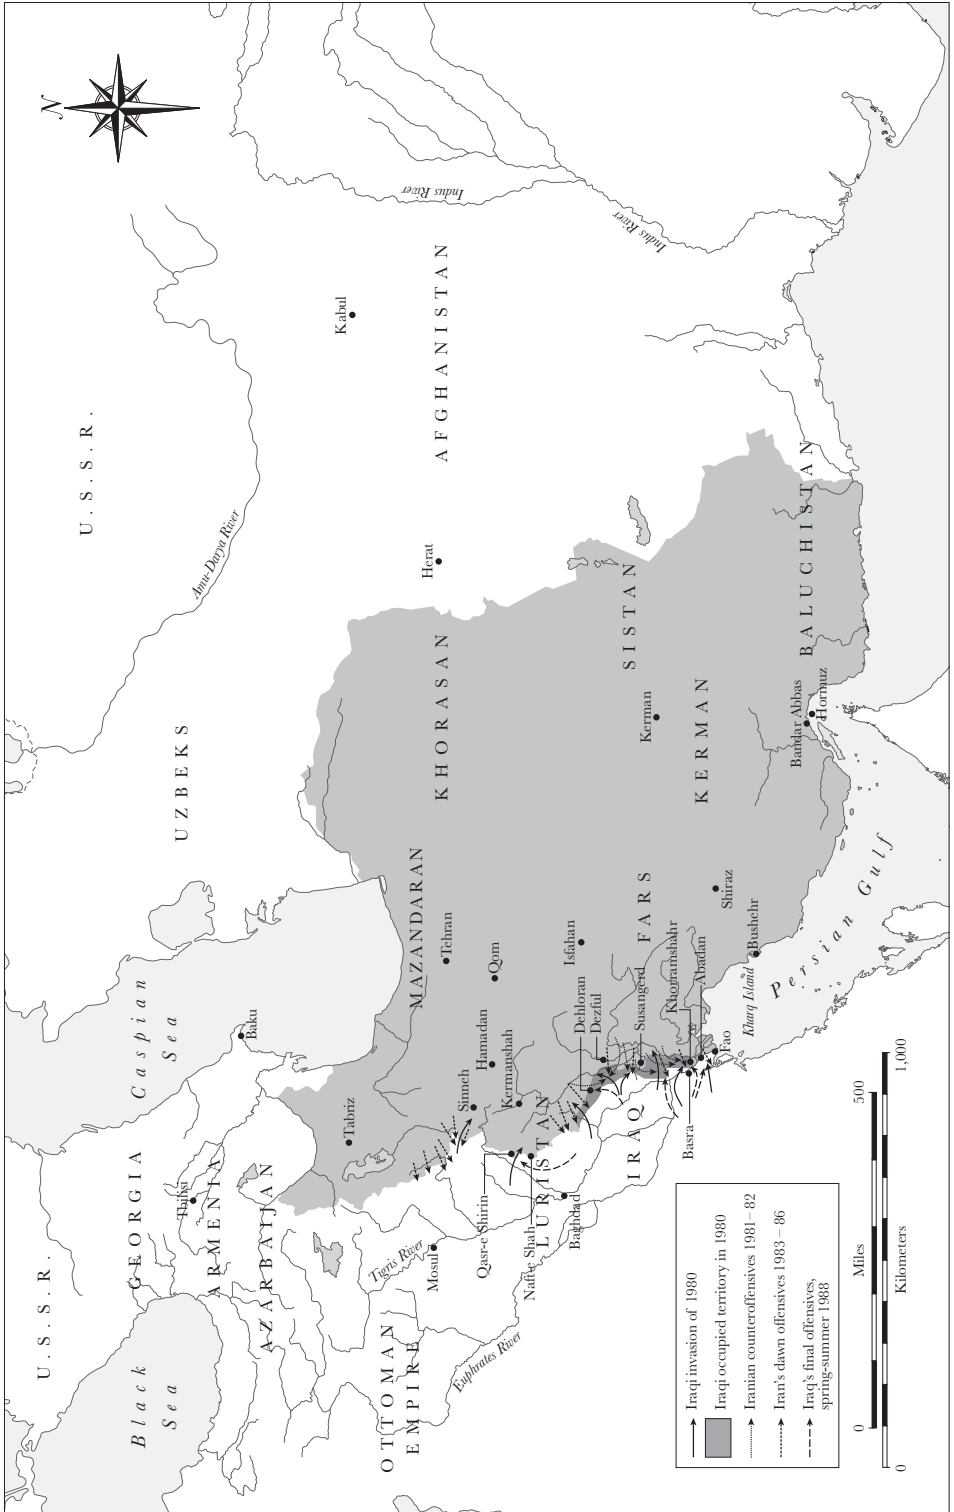 N
U.S.S.R.
U.S.S.R.
Black
Sea
GEORGIA
Tbilisi
ARMENIA
AZARBAIJAN
Caspian
Sea
Baku
UZBEKS
Amu-Darya River
Kabul
Indus River
Indus River
AFGHANISTAN
Herat
OTTOMAN
EMPIRE
Tigris River
Mosul
Euphrates River
Tabriz
MAZANDARAN
Tehran
KHORASAN
Sinneh
Hamadan
Qom
Qasr-e Shirin
Kermanshah
Naft-e Shah
LURISTAN
Baghdad
Isfahan
Dehloran
Dezful
IRAQ
Susangerd
FARS
SISTAN
Kerman
KERMAN
Khorramshahr
Abadan
Basra
Fao
Shiraz
Kharq Island
Bushehr
Persian Gulf
Bandar Abbas
Hormuz
BALUCHISTAN
Iraqi invasion of 1980
Iraqi occupied territory in 1980
Iranian counteroffensives 1981–82
Iran's dawn offensives 1983–86
Iraq's final offensives,
spring-summer 1988
0 Miles 500
0 Kilometers 1,000